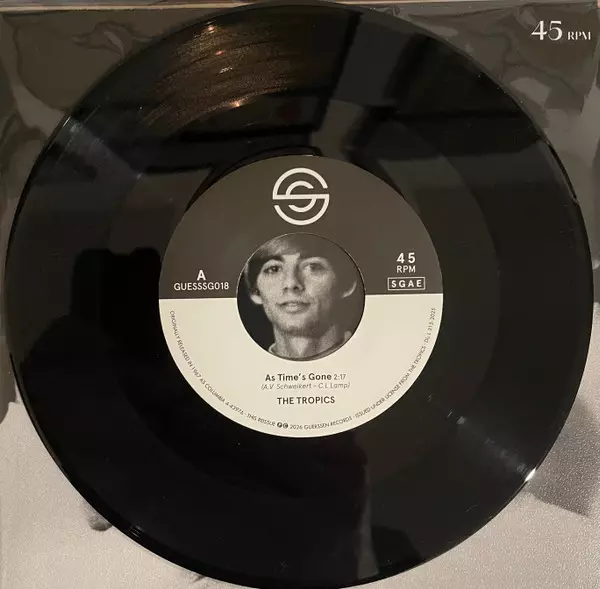 45 RPM
A
GUESSSG018
45
RPM
SGAE
As Time's Gone 2:17
(A.V. Schweikert - C.L. Lamp)
THE TROPICS
ORIGINALLY RELEASED IN 1967 AS COLUMBIA 4-43976 - THIS REISSUE ℗© 2026 GUERSSEN RECORDS - ISSUED UNDER LICENSE FROM THE TROPICS - DL L 313-2025